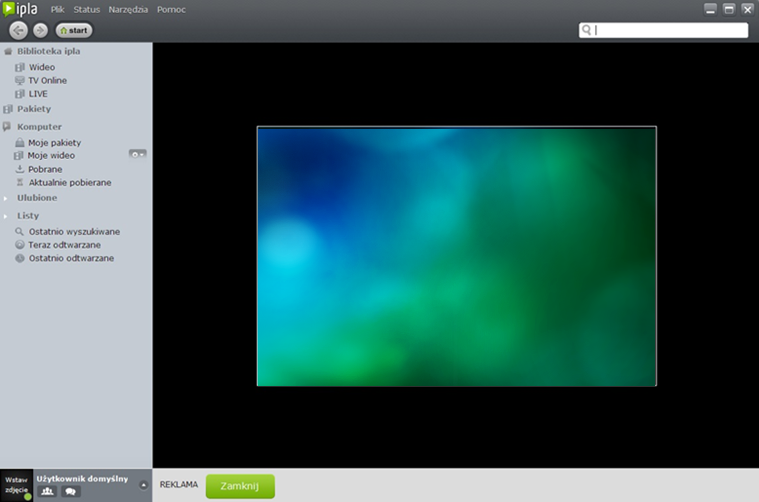 ipla Plik Status Narzędzia Pomoc
start
Biblioteka ipla
Wideo
TV Online
LIVE
Pakiety
Komputer
Moje pakiety
Moje wideo
Pobrane
Aktualnie pobierane
Ulubione
Listy
Ostatnio wyszukiwane
Teraz odtwarzane
Ostatnio odtwarzane
Wstaw
zdjęcie
Użytkownik domyślny
REKLAMA
Zamknij